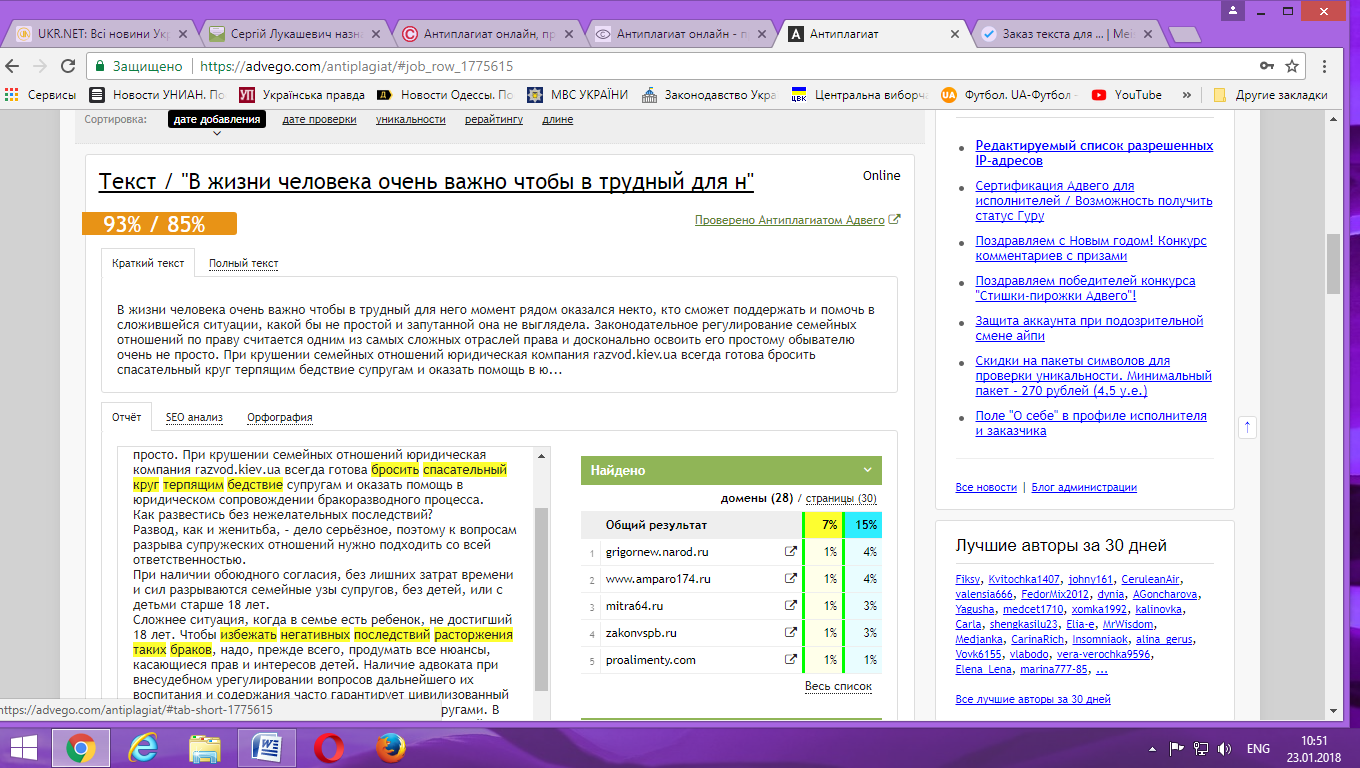 UKR.NET: Всі новини Укр
Сергій Лукашевич назна
Антиплагиат онлайн, пр
Антиплагиат онлайн - п
Антиплагиат
Заказ текста для ... | Me
Защищено
https://advego.com/antiplagiat/#job_row_1775615
Сервисы
Новости УНИАН. По
Українська правда
Новости Одессы. По
МВС УКРАЇНИ
Законодавство Укра
Центральна виборч
Футбол. UA-Футбол -
YouTube
»
Другие закладки
Сортировка:
дате добавления
дате проверки
уникальности
рерайтингу
длине
Текст / "В жизни человека очень важно чтобы в трудный для н"
Online
93% / 85%
Проверено Антиплагиатом Адвего
Краткий текст
Полный текст
В жизни человека очень важно чтобы в трудный для него момент рядом оказался некто, кто сможет поддержать и помочь в
сложившейся ситуации, какой бы не простой и запутанной она не выглядела. Законодательное регулирование семейных
отношений по праву считается одним из самых сложных отраслей права и досконально освоить его простому обывателю
очень не просто. При крушении семейных отношений юридическая компания razvod.kiev.ua всегда готова бросить
спасательный круг терпящим бедствие супругам и оказать помощь в ю...
Отчёт
SEO анализ
Орфография
просто. При крушении семейных отношений юридическая
компания razvod.kiev.ua всегда готова бросить спасательный
круг терпящим бедствие супругам и оказать помощь в
юридическом сопровождении бракоразводного процесса.
Как развестись без нежелательных последствий?
Развод, как и женитьба, - дело серьёзное, поэтому к вопросам
разрыва супружеских отношений нужно подходить со всей
ответственностью.
При наличии обоюдного согласия, без лишних затрат времени
и сил разрываются семейные узы супругов, без детей, или с
детьми старше 18 лет.
Сложнее ситуация, когда в семье есть ребенок, не достигший
18 лет. Чтобы избежать негативных последствий расторжения
таких браков, надо, прежде всего, продумать все нюансы,
касающиеся прав и интересов детей. Наличие адвоката при
внесудебном урегулировании вопросов дальнейшего их
воспитания и содержания часто гарантирует цивилизованный
ругами. В
https://advego.com/antiplagiat/#tab-short-1775615
Найдено
домены (28) / страницы (30)
Общий результат 7% 15%
1 grigornew.narod.ru 1% 4%
2 www.amparo174.ru 1% 4%
3 mitra64.ru 1% 3%
4 zakonvspb.ru 1% 3%
5 proalimenty.com 1% 1%
Весь список
Редактируемый список разрешенных
IP-адресов
Сертификация Адвего для
исполнителей / Возможность получить
статус Гуру
Поздравляем с Новым годом! Конкурс
комментариев с призами
Поздравляем победителей конкурса
"Стишки-пирожки Адвего"!
Защита аккаунта при подозрительной
смене айпи
Скидки на пакеты символов для
проверки уникальности. Минимальный
пакет - 270 рублей (4.5 у.е.)
Поле "О себе" в профиле исполнителя
и заказчика
Все новости | Блог администрации
Лучшие авторы за 30 дней
Fiksy, Kvitochka1407, johny161, CeruleanAir,
valensia666, FedorMix2012, dynia, AGoncharova,
Yagusha, medcet1710, xomka1992, kalinovka,
Carla, shengkasilu23, Elia-e, MrWisdom,
Medjanka, CarinaRich, Insomniaok, alina_gerus,
Vovk6155, vlabodo, vera-verochka9596,
Elena_Lena, marina777-85, ...
Все лучшие авторы за 30 дней
ENG
10:51
23.01.2018